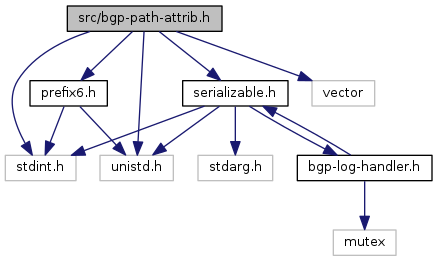 src/bgp-path-attrib.h
prefix6.h
serializable.h
vector
stdint.h
unistd.h
stdarg.h
bgp-log-handler.h
mutex